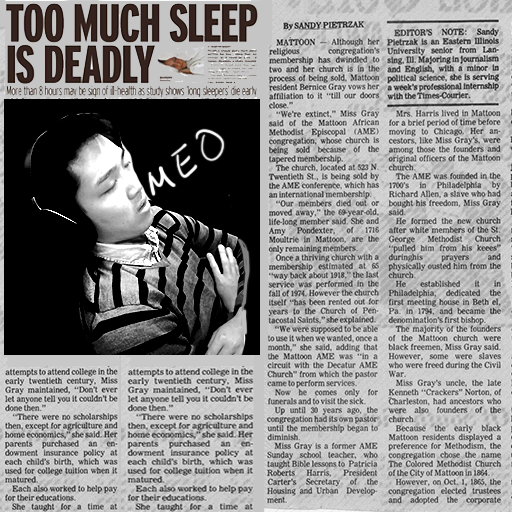 TOO MUCH SLEEP
IS DEADLY
More than 8 hours may be sign of ill-health as study shows 'long sleepers' die early
MEO
attempts to attend college in the
early twentieth century, Miss
Gray maintained, "Don't ever
let anyone tell you it couldn't be
done then."
"There were no scholarships
then, except for agriculture and
home economics," she said. Her
parents purchased an en-
dowment insurance policy at
each child's birth, which was
used for college tuition when it
matured.
Each also worked to help pay
for their educations.
She taught for a time at
attempts to attend college in the
early twentieth century, Miss
Gray maintained, "Don't ever
let anyone tell you it couldn't be
done then."
"There were no scholarships
then, except for agriculture and
home economics," she said. Her
parents purchased an en-
dowment insurance policy at
each child's birth, which was
used for college tuition when it
matured.
Each also worked to help pay
for their educations.
She taught for a time at
By SANDY PIETRZAK
MATTOON — Although her
religious congregation's
membership has dwindled to
two and her church is in the
process of being sold, Mattoon
resident Bernice Gray vows her
affiliation to it "till our doors
close."
"We're extinct," Miss Gray
said of the Mattoon African
Methodist Episcopal (AME)
congregation, whose church is
being sold because of the
tapered membership.
The church, located at 523 N.
Twentieth St., is being sold by
the AME conference, which has
an international membership.
"Our members died out or
moved away," the 69-year-old,
life-long member said. She and
Amy Pondexter, of 1716
Moultrie in Mattoon, are the
only remaining members.
Once a thriving church with a
membership estimated at 65
"way back about 1918," the last
service was performed in the
fall of 1974. However the church
itself "has been rented out for
years to the Church of Pen-
tacostal Saints," she explained.
"We were supposed to be able
to use it when we wanted, once a
month," she said, adding that
the Mattoon AME was "in a
circuit with the Decatur AME
Church" from which the pastor
came to perform services.
Now he comes only for
funerals and to visit the sick.
Up until 30 years ago, the
congregation had its own pastor
until the membership began to
diminish.
Miss Gray is a former AME
Sunday school teacher, who
taught Bible lessons to Patricia
Roberts Harris, President
Carter's Secretary of the
Housing and Urban Develop-
ment.
EDITOR'S NOTE: Sandy
Pietrzak is an Eastern Illinois
University senior from Lan-
sing, Ill. Majoring in journalism
and English, with a minor in
political science, she is serving
a week's professional internship
with the Times-Courier.
Mrs. Harris lived in Mattoon
for a brief period of time before
moving to Chicago. Her an-
cestors, like Miss Gray's, were
among those the founders and
original officers of the Mattoon
church.
The AME was founded in the
1700's in Philadelphia by
Richard Allen, a slave who had
bought his freedom, Miss Gray
said.
He formed the new church
after white members of the St.
George Methodist Church
"pulled him from his knees"
during his prayers and
physically ousted him from the
church.
He established it in
Philadelphia, dedicated the
first meeting house in Beth el,
Pa. in 1794, and became the
denomination's first bishop.
The majority of the founders
of the Mattoon church were
black freemen, Miss Gray said.
However, some were slaves
who were freed during the Civil
War.
Miss Gray's uncle, the late
Kenneth "Crackers" Norton, of
Charleston, had ancestors who
were also founders of the
church.
Because the early black
Mattoon residents displayed a
preference for Methodism, the
congregation chose the name
The Colored Methodist Church
of the City of Mattoon in 1864.
However, on Oct. 1, 1865, the
congregation elected trustees
and adopted the corporate